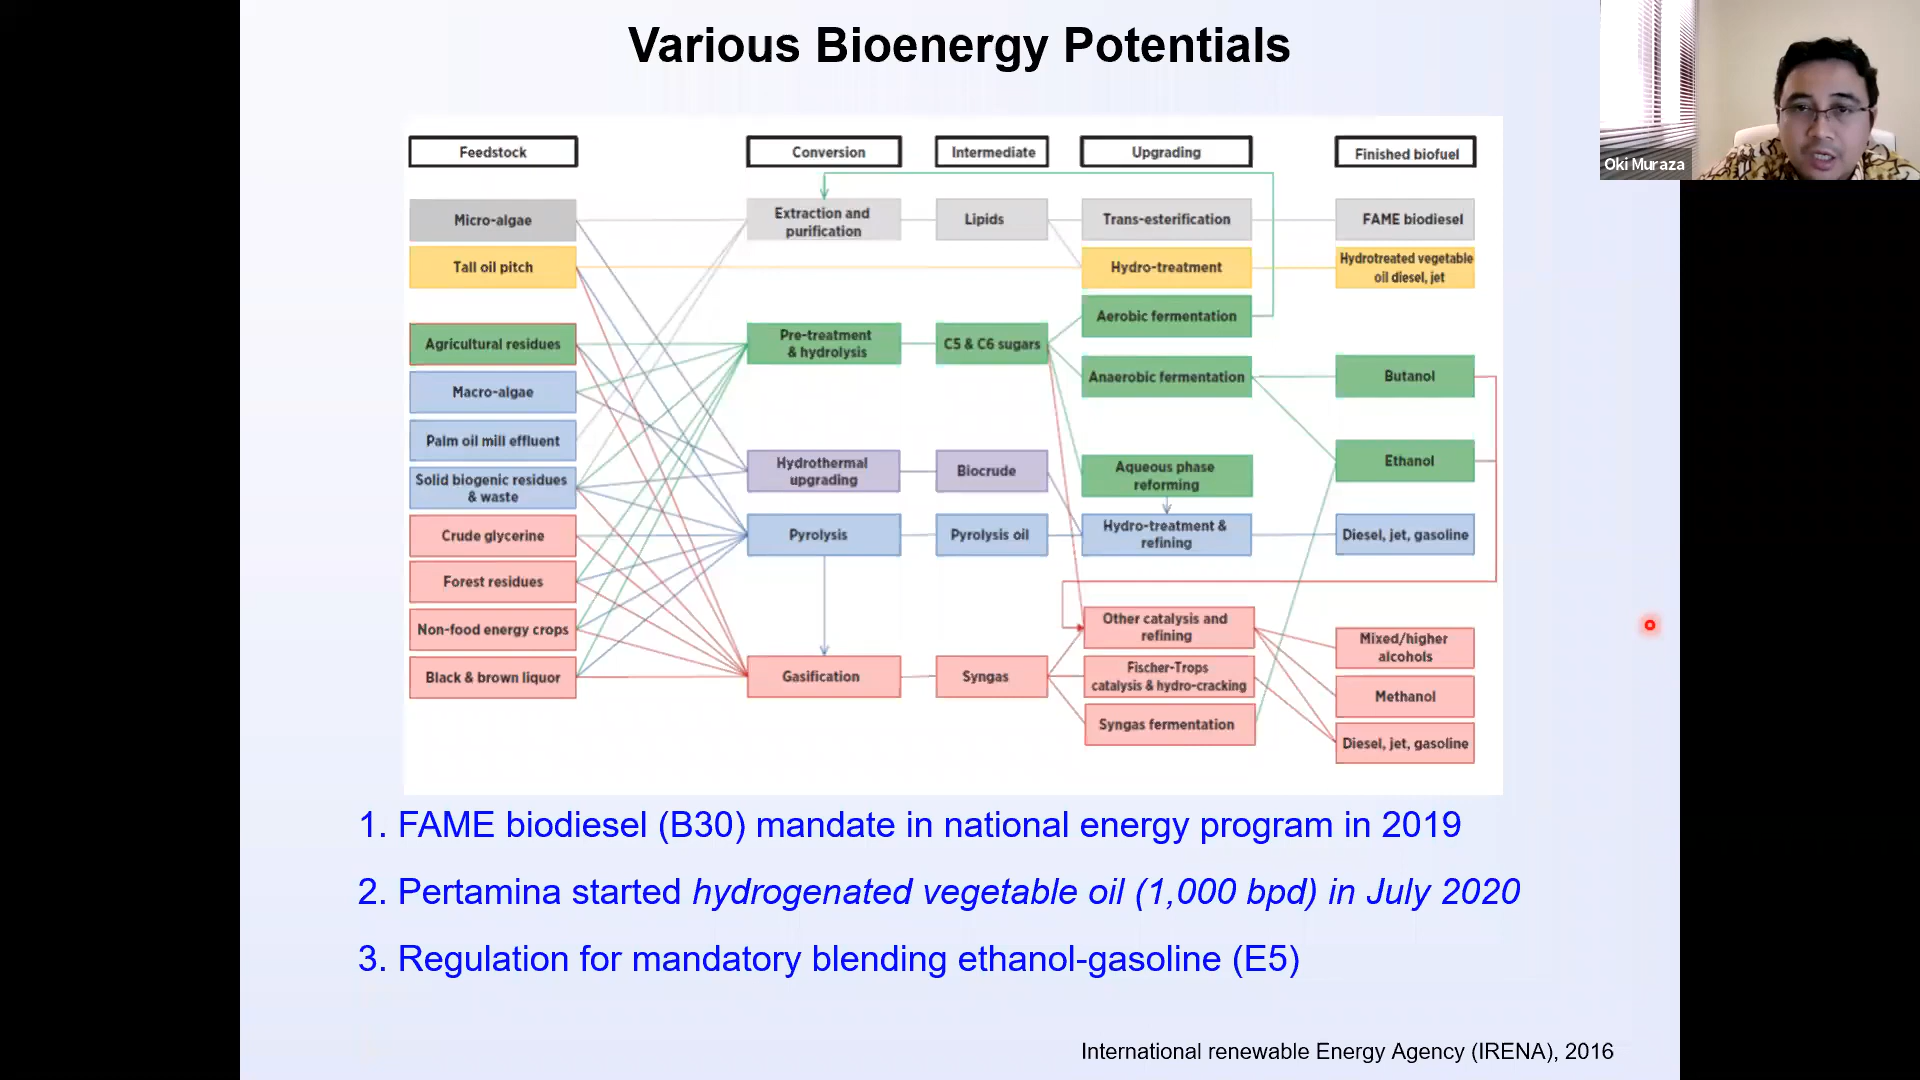 Various Bioenergy Potentials
Oki Muraza
Feedstock
Conversion
Intermediate
Upgrading
Finished biofuel
Micro-algae
Extraction and
purification
Lipids
Trans-esterification
FAME biodiesel
Tall oil pitch
Hydro-treatment
Hydrotreated vegetable
oil diesel, jet
Aerobic fermentation
Agricultural residues
Pre-treatment
& hydrolysis
C5 & C6 sugars
Anaerobic fermentation
Butanol
Macro-algae
Palm oil mill effluent
Ethanol
Solid biogenic residues
& waste
Hydrothermal
upgrading
Biocrude
Aqueous phase
reforming
Crude glycerine
Pyrolysis
Pyrolysis oil
Hydro-treatment &
refining
Diesel, jet, gasoline
Forest residues
Non-food energy crops
Other catalysis and
refining
Mixed/higher
alcohols
Black & brown liquor
Gasification
Syngas
Fischer-Trops
catalysis & hydro-cracking
Methanol
Syngas fermentation
Diesel, jet, gasoline
1. FAME biodiesel (B30) mandate in national energy program in 2019
2. Pertamina started hydrogenated vegetable oil (1,000 bpd) in July 2020
3. Regulation for mandatory blending ethanol-gasoline (E5)
International renewable Energy Agency (IRENA), 2016